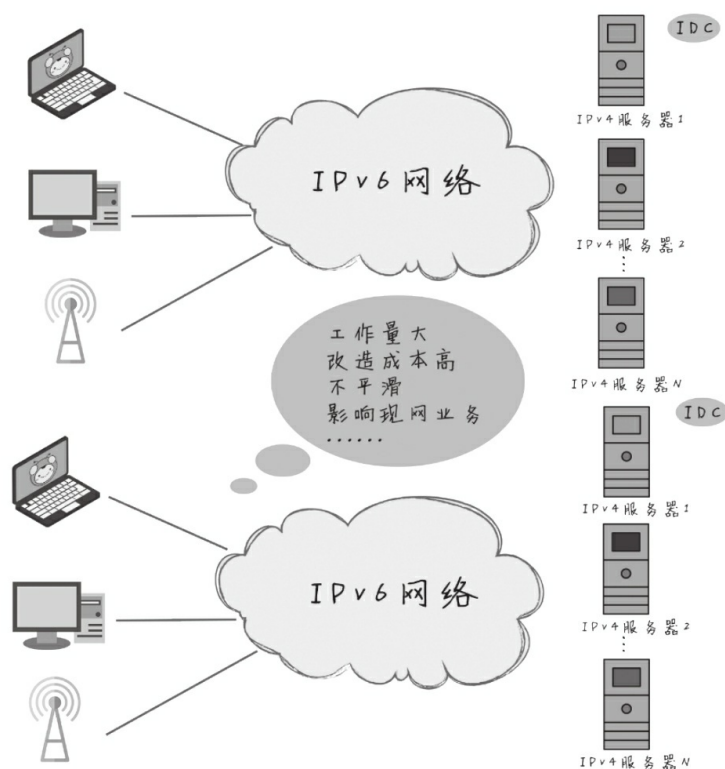 IDC
IPv4服务器1
IPv6网络
IPv4服务器2
......
IPv4服务器N
工作量大
改造成本高
不平滑
影响现网业务
......
IDC
IPv4服务器1
IPv4服务器2
......
IPv6网络
IPv4服务器N